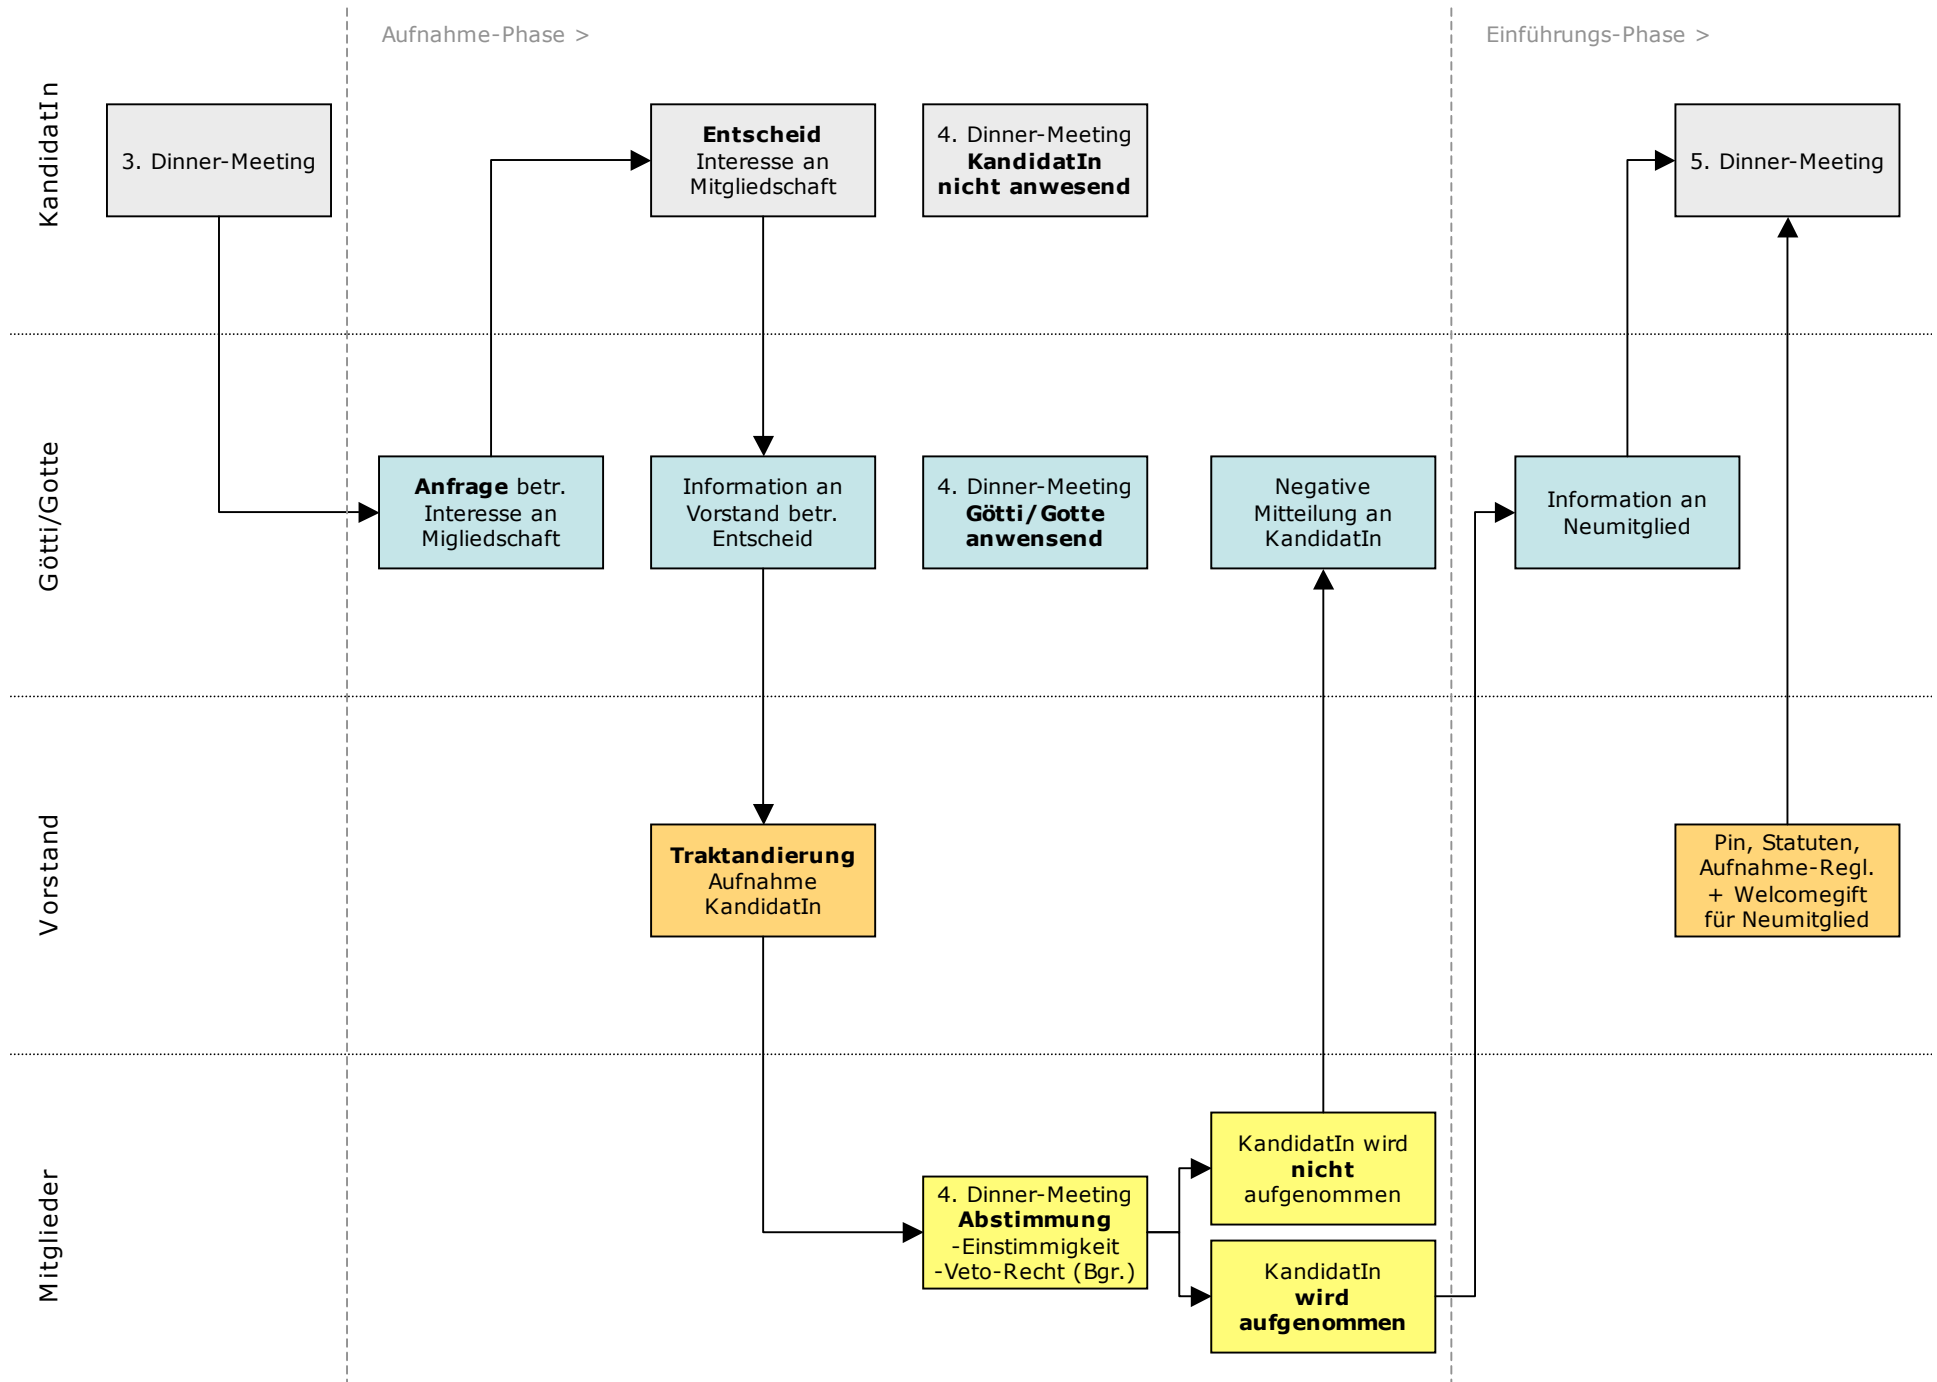 Aufnahme-Phase >
Einführungs-Phase >
KandidatIn
3. Dinner-Meeting
Entscheid
Interesse an
Mitgliedschaft
4. Dinner-Meeting
KandidatIn
nicht anwesend
5. Dinner-Meeting
Götti/Gotte
Anfrage betr.
Interesse an
Migliedschaft
Information an
Vorstand betr.
Entscheid
4. Dinner-Meeting
Götti/Gotte
anwensend
Negative
Mitteilung an
KandidatIn
Information an
Neumitglied
Vorstand
Traktandierung
Aufnahme
KandidatIn
Pin, Statuten,
Aufnahme-Regl.
+ Welcomegift
für Neumitglied
Mitglieder
4. Dinner-Meeting
Abstimmung
-Einstimmigkeit
-Veto-Recht (Bgr.)
KandidatIn wird
nicht
aufgenommen
KandidatIn
wird
aufgenommen